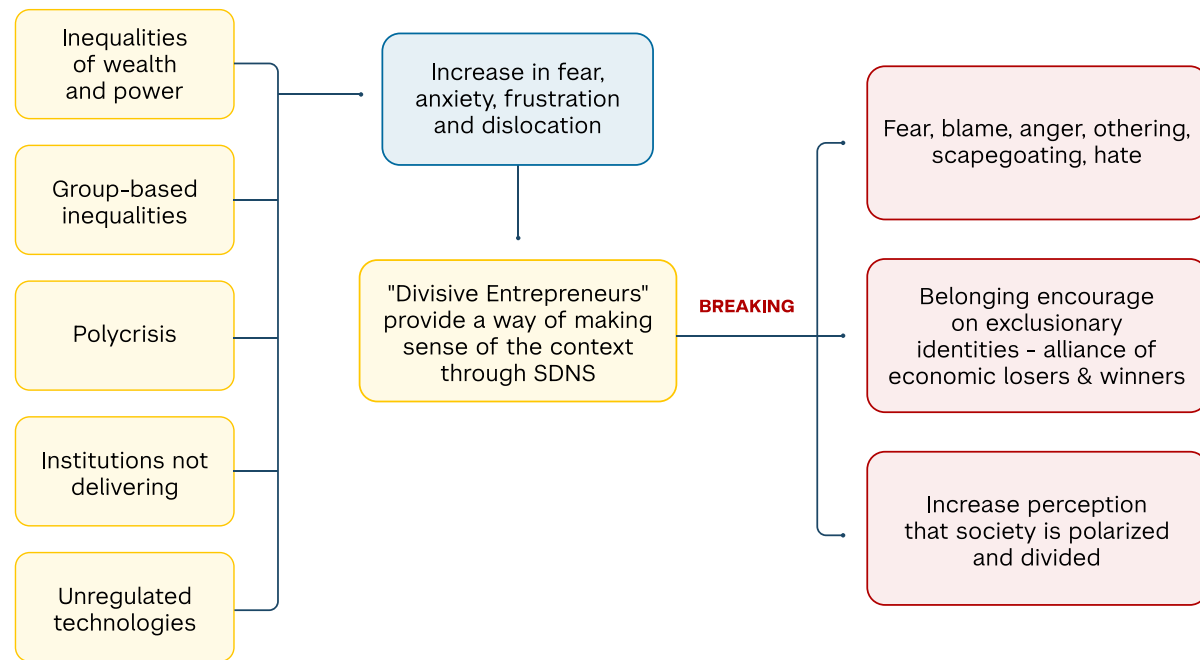 Inequalities
of wealth
and power
Group-based
inequalities
Polycrisis
Institutions not
delivering
Unregulated
technologies
Increase in fear,
anxiety, frustration
and dislocation
"Divisive Entrepreneurs"
provide a way of making
sense of the context
through SDNS
BREAKING
Fear, blame, anger, othering,
scapegoating, hate
Belonging encourage
on exclusionary
identities - alliance of
economic losers & winners
Increase perception
that society is polarized
and divided